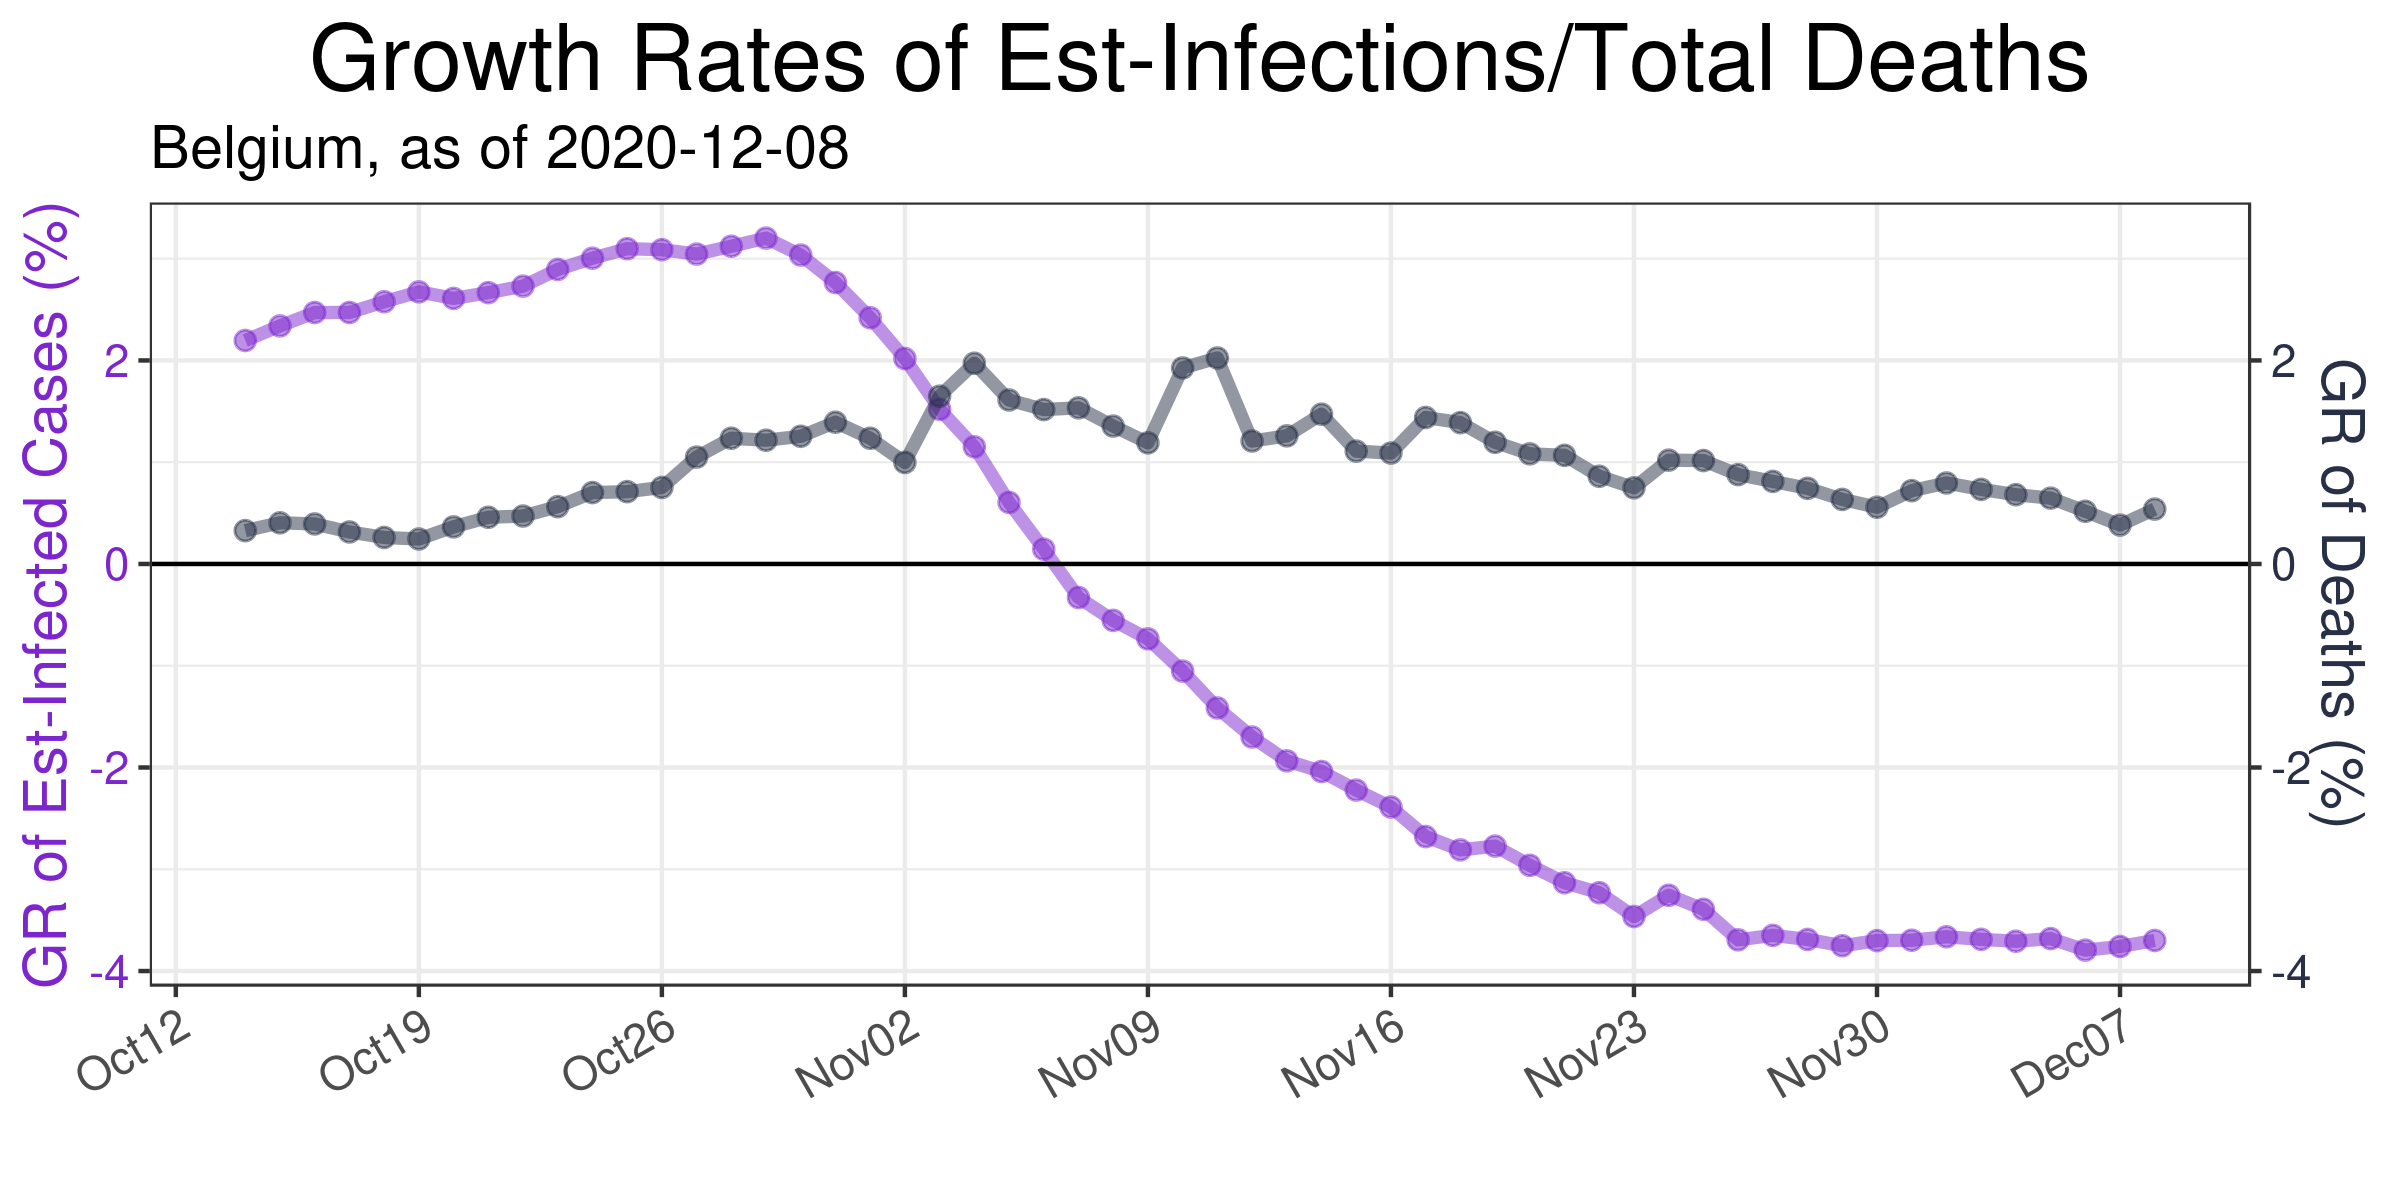 Growth Rates of Est-Infections/Total Deaths
Belgium, as of 2020-12-08
GR of Est-Infected Cases (%)
2
0
-2
-4
2
0
-2
-4
GR of Deaths (%)
Oct12
Oct19
Oct26
Nov02
Nov09
Nov16
Nov23
Nov30
Dec07